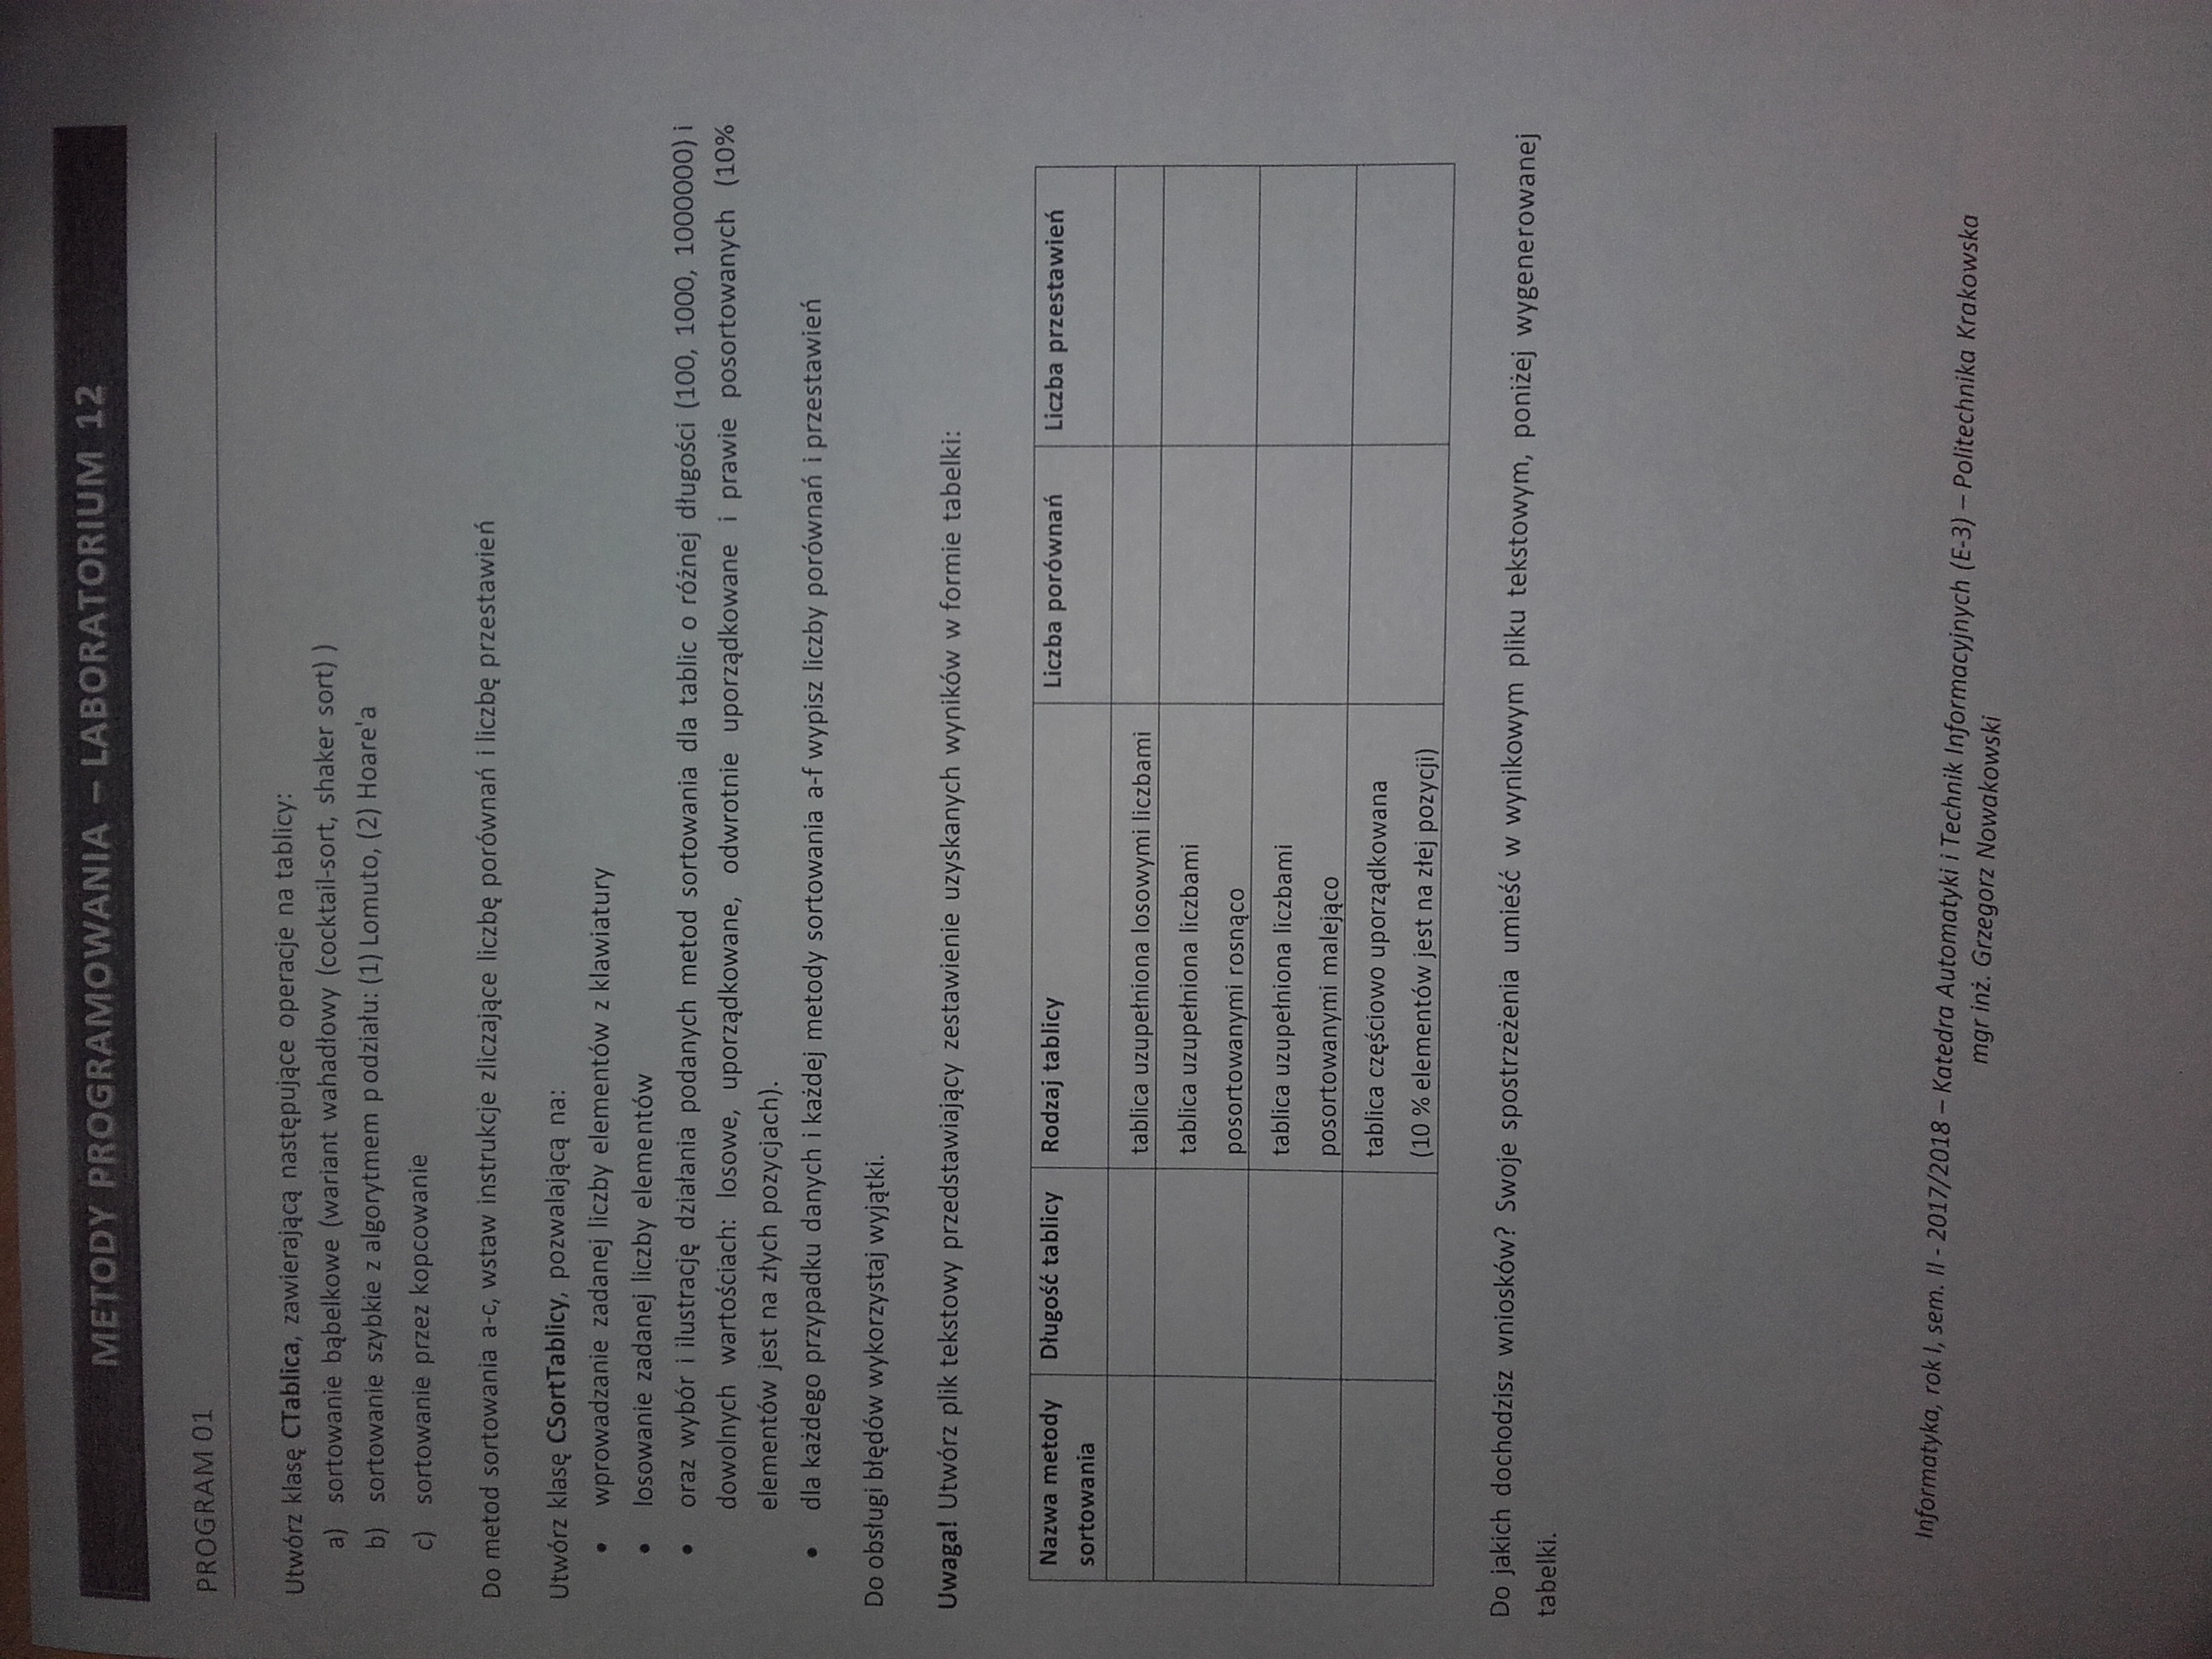 METODY PROGRAMOWANIA – LABORATORIUM 12
PROGRAM 01
Utwórz klasę CTablica, zawierającą następujące operacje na tablicy:
a) sortowanie bąbelkowe (wariant wahadłowy (cocktail-sort, shaker sort) )
b) sortowanie szybkie z algorytmem podziału: (1) Lomuto, (2) Hoare'a
c) sortowanie przez kopcowanie
Do metod sortowania a-c, wstaw instrukcje zliczające liczbę porównań i liczbę przestawień
Utwórz klasę CSortTablicy, pozwalającą na:
• wprowadzanie zadanej liczby elementów z klawiatury
• losowanie zadanej liczby elementów
• oraz wybór i ilustrację działania podanych metod sortowania dla tablic o różnej długości (100, 1000, 1000000) i
dowolnych wartościach: losowe, uporządkowane, odwrotnie uporządkowane i prawie posortowanych (10%
elementów jest na złych pozycjach).
• dla każdego przypadku danych i każdej metody sortowania a-f wypisz liczby porównań i przestawień
Do obsługi błędów wykorzystaj wyjątki.
Uwaga! Utwórz plik tekstowy przedstawiający zestawienie uzyskanych wyników w formie tabelki:
Nazwa metody
sortowania
Długość tablicy
Rodzaj tablicy
Liczba porównań
Liczba przestawień
tablica uzupełniona losowymi liczbami
tablica uzupełniona liczbami
posortowanymi rosnąco
tablica uzupełniona liczbami
posortowanymi malejąco
tablica częściowo uporządkowana
(10 % elementów jest na złej pozycji)
Do jakich dochodzisz wniosków? Swoje spostrzeżenia umieść w wynikowym pliku tekstowym, poniżej wygenerowanej
tabelki.
Informatyka, rok I, sem. II - 2017/2018 – Katedra Automatyki i Technik Informacyjnych (E-3) – Politechnika Krakowska
mgr inż. Grzegorz Nowakowski